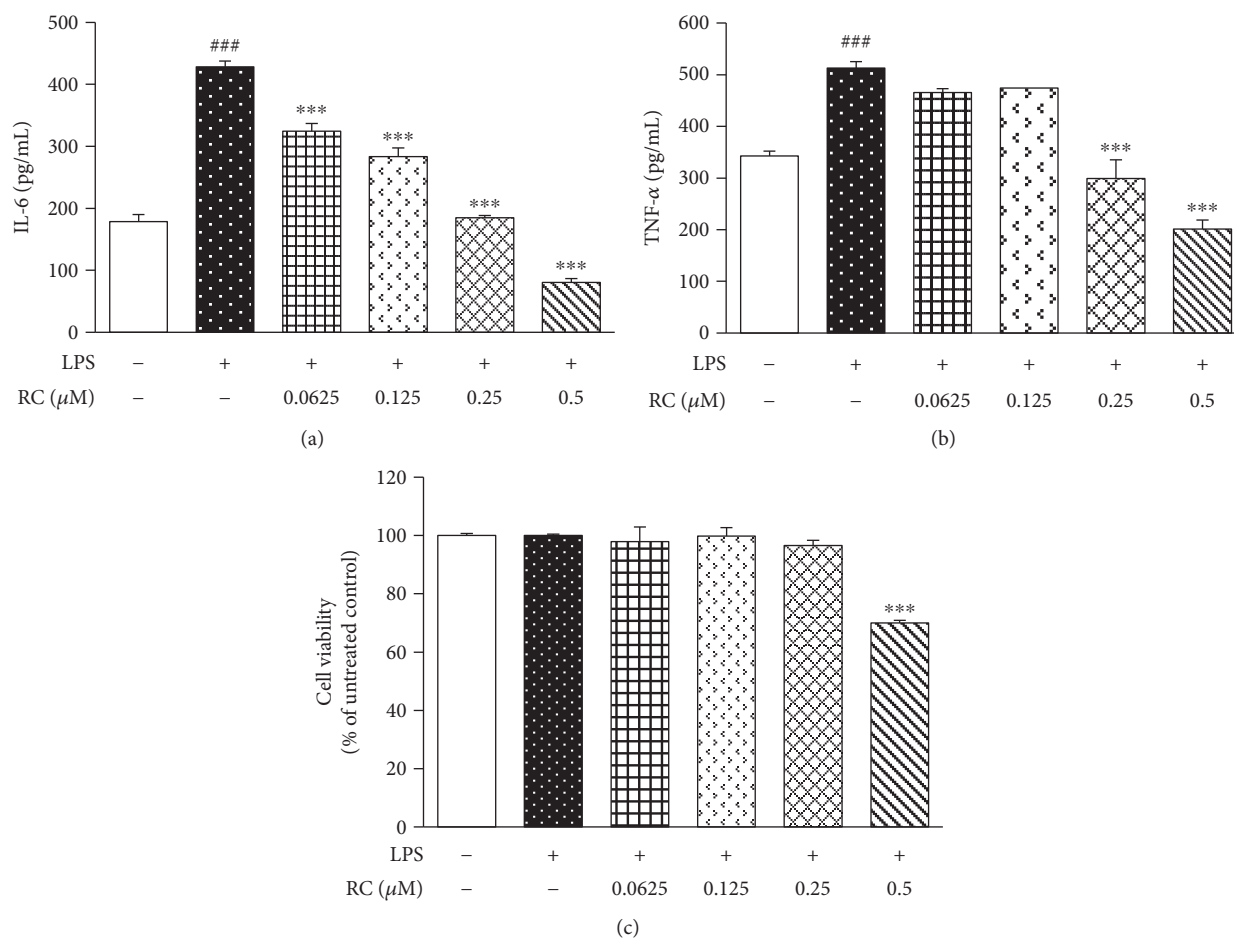 500
400
300
200
100
0
IL-6 (pg/mL)
###
***
***
***
***
LPS − + + + + +
RC (μM) − − 0.0625 0.125 0.25 0.5
(a)
600
500
400
300
200
100
0
TNF-α (pg/mL)
###
***
***
LPS − + + + + +
RC (μM) − − 0.0625 0.125 0.25 0.5
(b)
120
100
80
60
40
20
0
Cell viability
(% of untreated control)
***
LPS − + + + + +
RC (μM) − − 0.0625 0.125 0.25 0.5
(c)